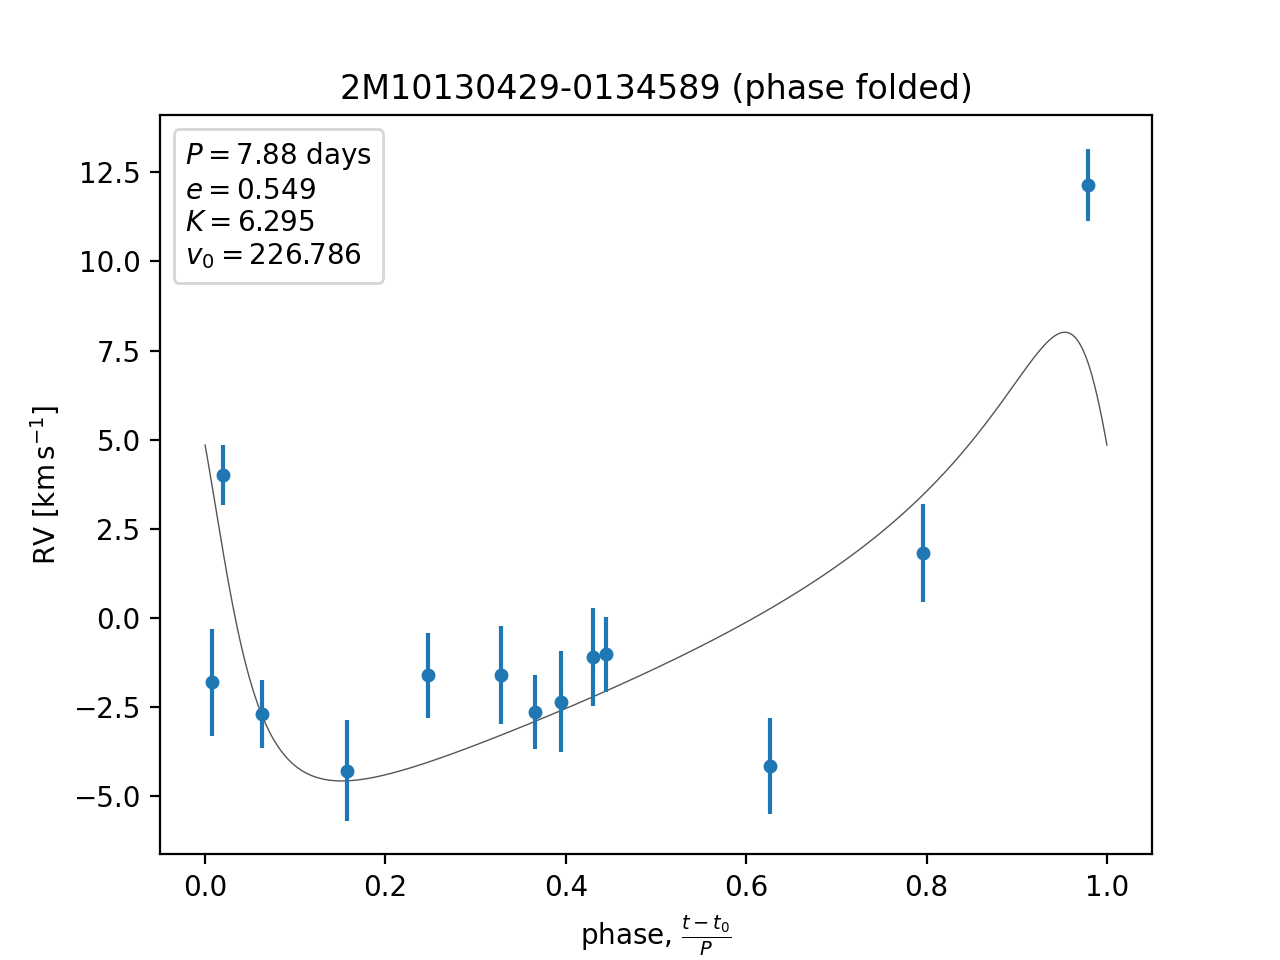 2M10130429-0134589 (phase folded)
P = 7.88 days
e = 0.549
K = 6.295
v₀ = 226.786
12.5
10.0
7.5
5.0
2.5
0.0
−2.5
−5.0
RV [km s⁻¹]
0.0 0.2 0.4 0.6 0.8 1.0
phase, (t − t₀)/P